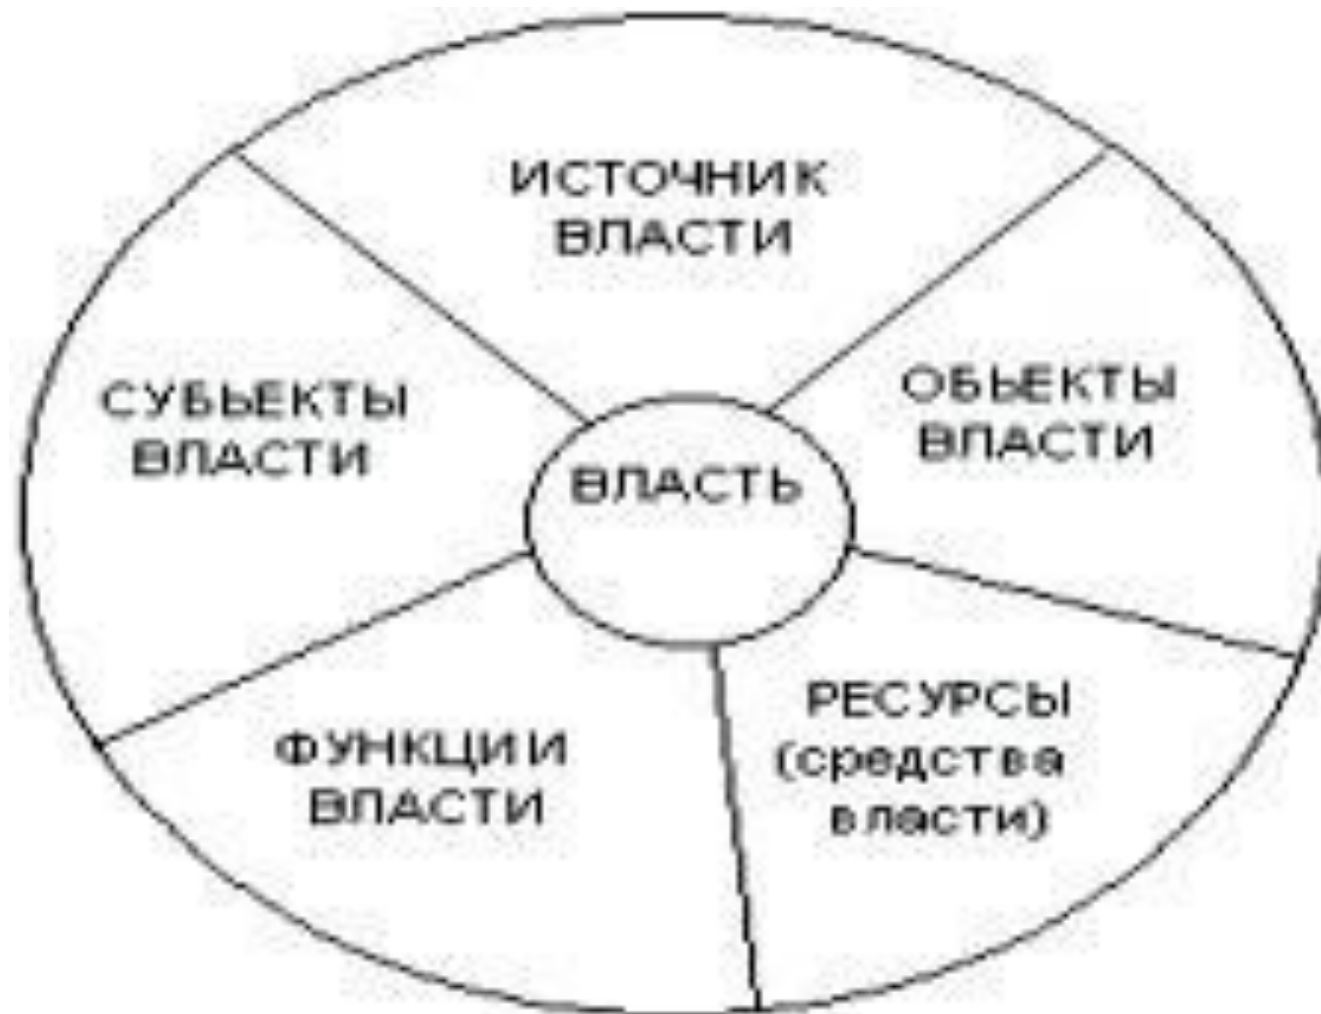 ИСТОЧНИК
ВЛАСТИ
СУБЬЕКТЫ
ВЛАСТИ
ОБЬЕКТЫ
ВЛАСТИ
ВЛАСТЬ
ФУНКЦИИ
ВЛАСТИ
РЕСУРСЫ
(средства
власти)